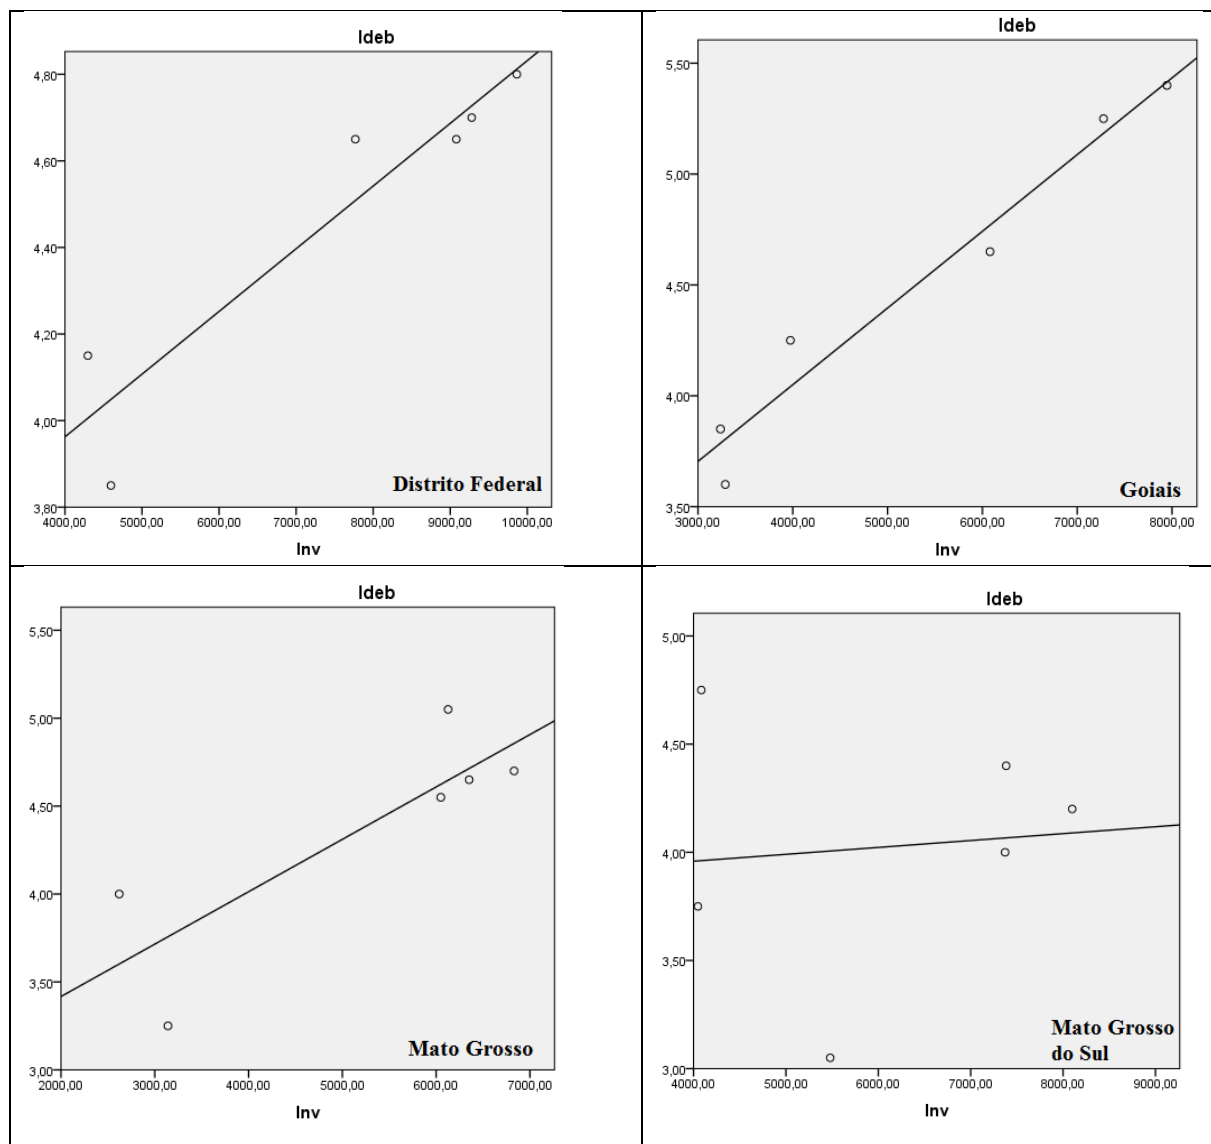 Ideb
4,80
4,60
4,40
4,20
4,00
3,80
Distrito Federal
4000,00 5000,00 6000,00 7000,00 8000,00 9000,00 10000,00
Inv
Ideb
5,50
5,00
4,50
4,00
3,50
Goiais
3000,00 4000,00 5000,00 6000,00 7000,00 8000,00
Inv
Ideb
5,50
5,00
4,50
4,00
3,50
3,00
Mato Grosso
2000,00 3000,00 4000,00 5000,00 6000,00 7000,00
Inv
Ideb
5,00
4,50
4,00
3,50
3,00
Mato Grosso
do Sul
4000,00 5000,00 6000,00 7000,00 8000,00 9000,00
Inv